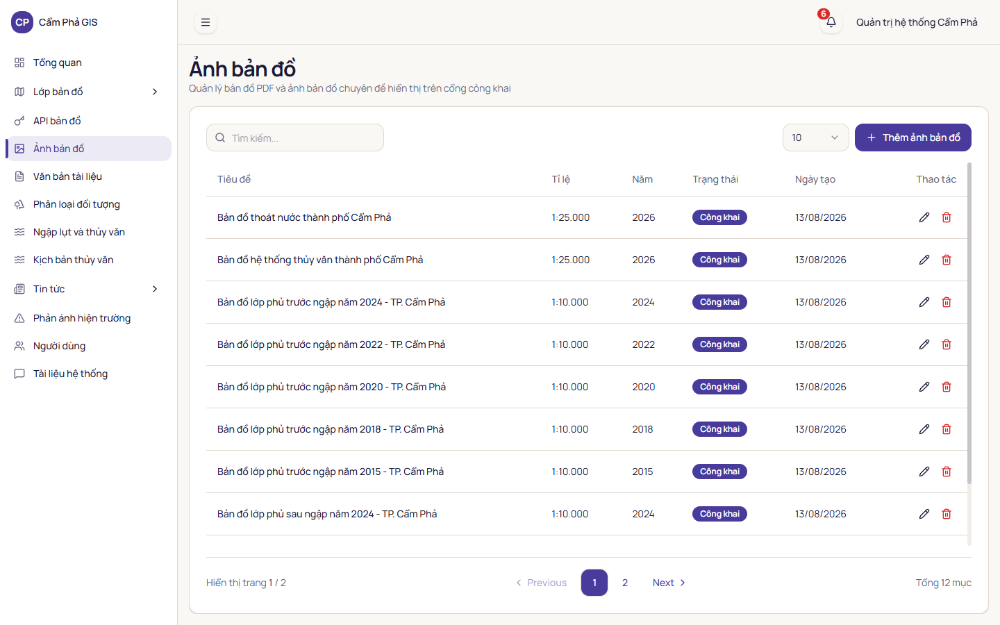 CP Cẩm Phả GIS
Tổng quan
Lớp bản đồ
API bản đồ
Ảnh bản đồ
Văn bản tài liệu
Phân loại đối tượng
Ngập lụt và thủy văn
Kịch bản thủy văn
Tin tức
Phản ánh hiện trường
Người dùng
Tài liệu hệ thống
6
Quản trị hệ thống Cẩm Phả
Ảnh bản đồ
Quản lý bản đồ PDF và ảnh bản đồ chuyên đề hiển thị trên cổng công khai
Tìm kiếm...
10
Thêm ảnh bản đồ
Tiêu đề Tỉ lệ Năm Trạng thái Ngày tạo Thao tác
Bản đồ thoát nước thành phố Cẩm Phả 1:25.000 2026 Công khai 13/08/2026
Bản đồ hệ thống thủy văn thành phố Cẩm Phả 1:25.000 2026 Công khai 13/08/2026
Bản đồ lớp phủ trước ngập năm 2024 - TP. Cẩm Phả 1:10.000 2024 Công khai 13/08/2026
Bản đồ lớp phủ trước ngập năm 2022 - TP. Cẩm Phả 1:10.000 2022 Công khai 13/08/2026
Bản đồ lớp phủ trước ngập năm 2020 - TP. Cẩm Phả 1:10.000 2020 Công khai 13/08/2026
Bản đồ lớp phủ trước ngập năm 2018 - TP. Cẩm Phả 1:10.000 2018 Công khai 13/08/2026
Bản đồ lớp phủ trước ngập năm 2015 - TP. Cẩm Phả 1:10.000 2015 Công khai 13/08/2026
Bản đồ lớp phủ sau ngập năm 2024 - TP. Cẩm Phả 1:10.000 2024 Công khai 13/08/2026
Hiển thị trang 1 / 2
Previous 1 2 Next
Tổng 12 mục